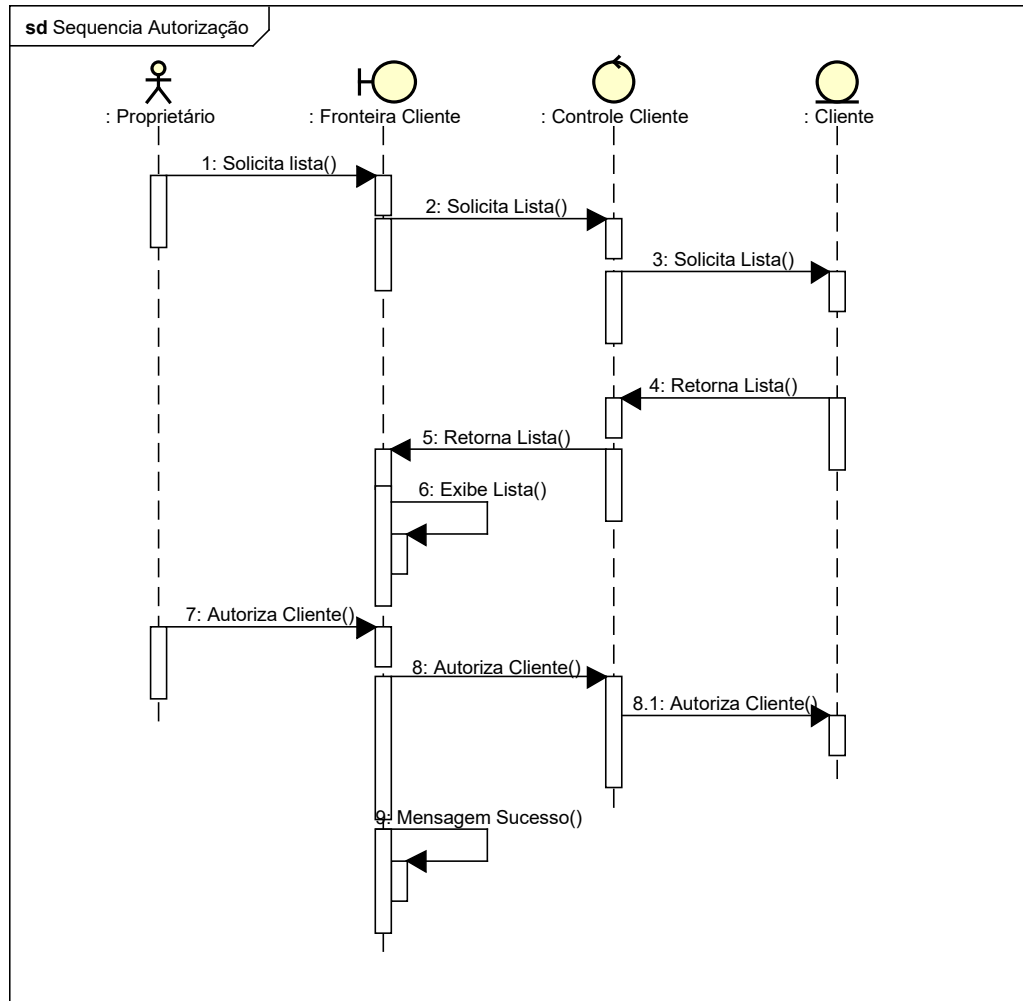 sd Sequencia Autorização
: Proprietário
: Fronteira Cliente
: Controle Cliente
: Cliente
1: Solicita lista()
2: Solicita Lista()
3: Solicita Lista()
4: Retorna Lista()
5: Retorna Lista()
6: Exibe Lista()
7: Autoriza Cliente()
8: Autoriza Cliente()
8.1: Autoriza Cliente()
9: Mensagem Sucesso()